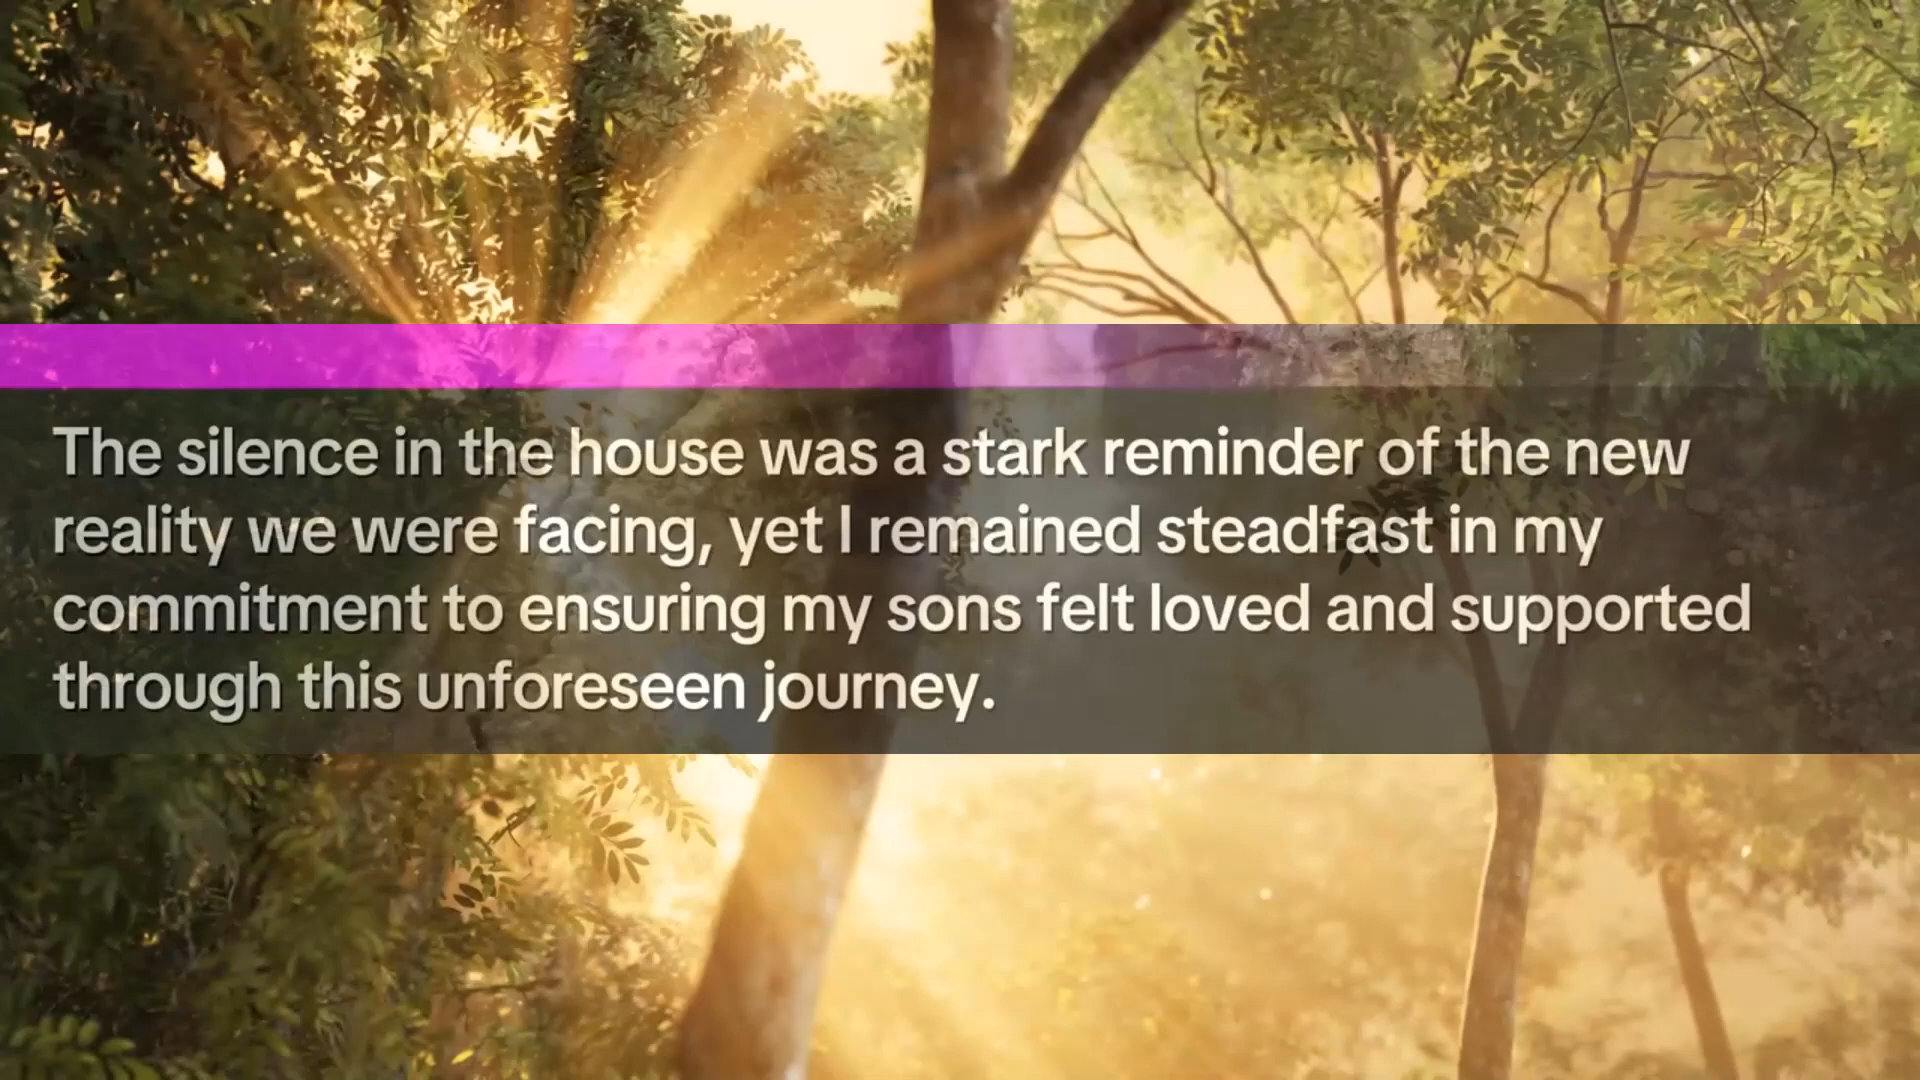 The silence in the house was a stark reminder of the new
reality we were facing, yet I remained steadfast in my
commitment to ensuring my sons felt loved and supported
through this unforeseen journey.